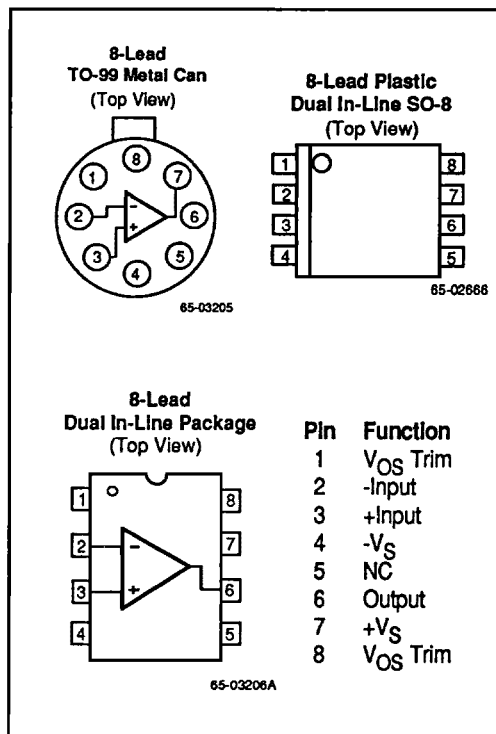 8-Lead
TO-99 Metal Can
(Top View)
8
1
7
2
-
6
+
3
5
4
65-03205
8-Lead Plastic
Dual In-Line SO-8
(Top View)
1
8
2
7
3
6
4
5
65-02666
8-Lead
Dual In-Line Package
(Top View)
1
8
2
-
7
3
+
6
4
5
65-03206A
Pin Function
1 VOS Trim
2 -Input
3 +Input
4 -VS
5 NC
6 Output
7 +VS
8 VOS Trim